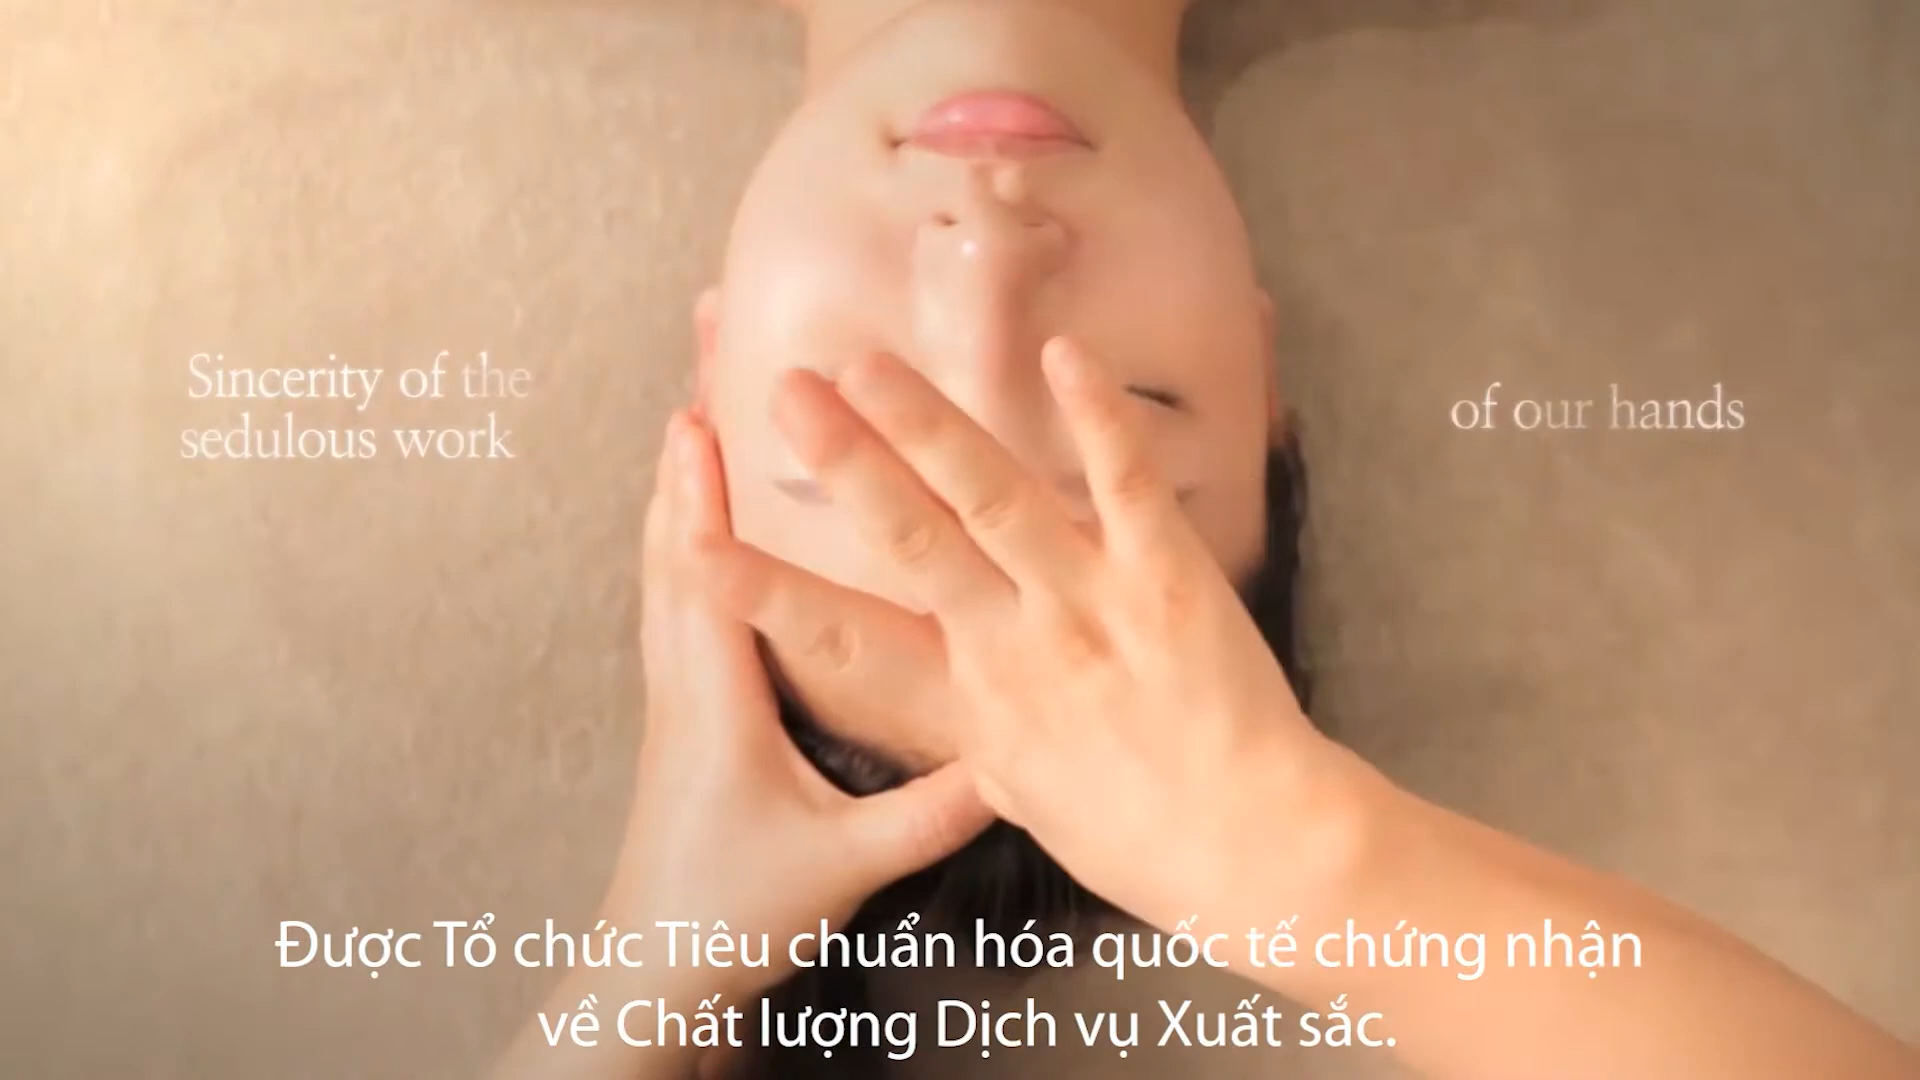 Sincerity of the
sedulous work
of our hands
Được Tổ chức Tiêu chuẩn hóa quốc tế chứng nhận
về Chất lượng Dịch vụ Xuất sắc.